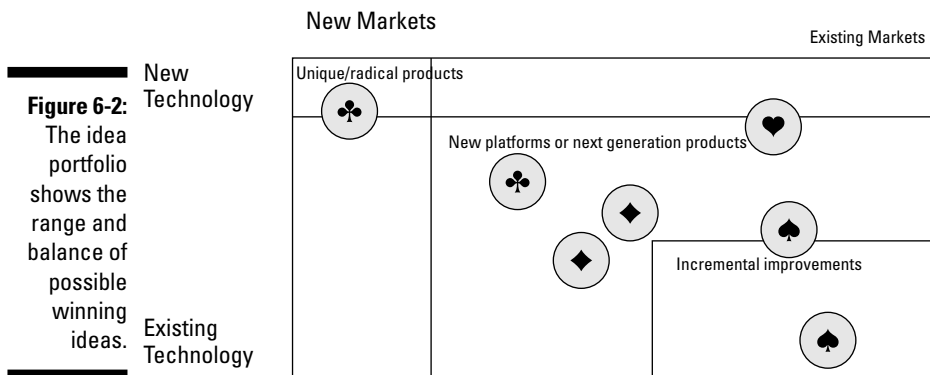 New Markets
Existing Markets
New
Technology
Unique/radical products
Figure 6-2:
The idea
portfolio
shows the
range and
balance of
possible
winning
ideas.
New platforms or next generation products
Incremental improvements
Existing
Technology